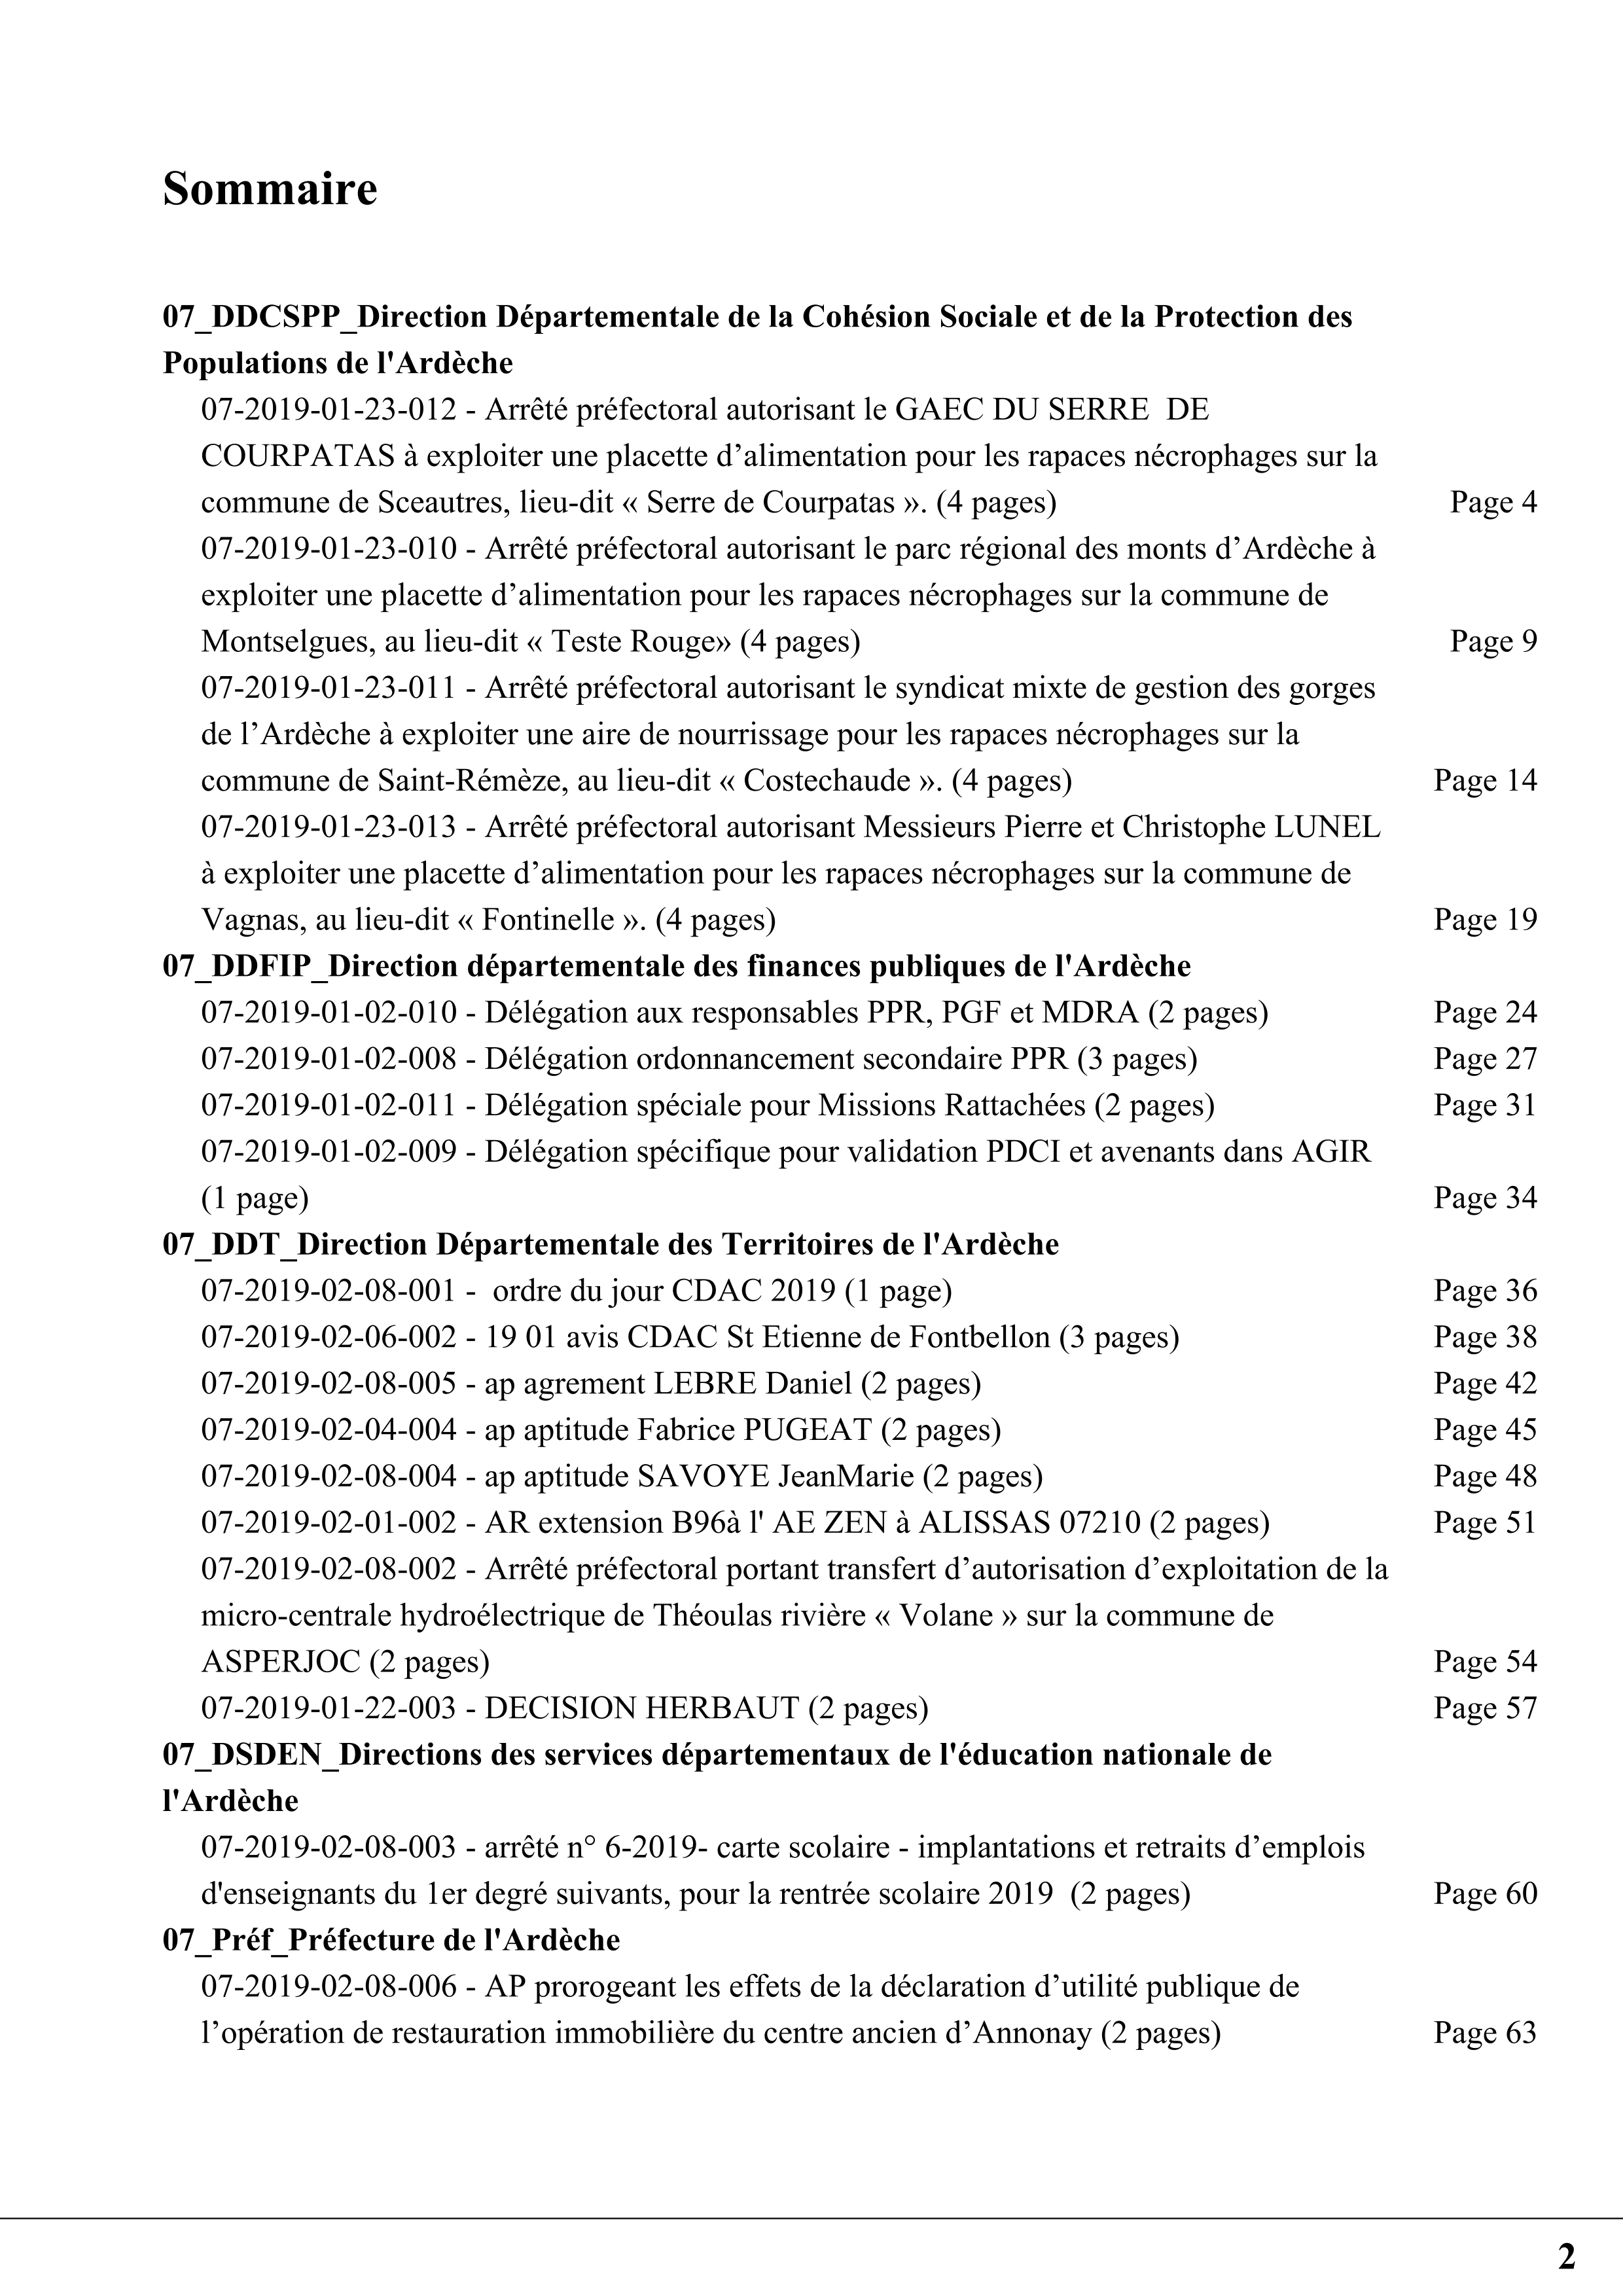 Sommaire
07_DDCSPP_Direction Départementale de la Cohésion Sociale et de la Protection des
Populations de l'Ardèche
07-2019-01-23-012 - Arrêté préfectoral autorisant le GAEC DU SERRE  DE
COURPATAS à exploiter une placette d’alimentation pour les rapaces nécrophages sur la
commune de Sceautres, lieu-dit « Serre de Courpatas ». (4 pages) Page 4
07-2019-01-23-010 - Arrêté préfectoral autorisant le parc régional des monts d’Ardèche à
exploiter une placette d’alimentation pour les rapaces nécrophages sur la commune de
Montselgues, au lieu-dit « Teste Rouge» (4 pages) Page 9
07-2019-01-23-011 - Arrêté préfectoral autorisant le syndicat mixte de gestion des gorges
de l’Ardèche à exploiter une aire de nourrissage pour les rapaces nécrophages sur la
commune de Saint-Rémèze, au lieu-dit « Costechaude ». (4 pages) Page 14
07-2019-01-23-013 - Arrêté préfectoral autorisant Messieurs Pierre et Christophe LUNEL
à exploiter une placette d’alimentation pour les rapaces nécrophages sur la commune de
Vagnas, au lieu-dit « Fontinelle ». (4 pages) Page 19
07_DDFIP_Direction départementale des finances publiques de l'Ardèche
07-2019-01-02-010 - Délégation aux responsables PPR, PGF et MDRA (2 pages) Page 24
07-2019-01-02-008 - Délégation ordonnancement secondaire PPR (3 pages) Page 27
07-2019-01-02-011 - Délégation spéciale pour Missions Rattachées (2 pages) Page 31
07-2019-01-02-009 - Délégation spécifique pour validation PDCI et avenants dans AGIR
(1 page) Page 34
07_DDT_Direction Départementale des Territoires de l'Ardèche
07-2019-02-08-001 -  ordre du jour CDAC 2019 (1 page) Page 36
07-2019-02-06-002 - 19 01 avis CDAC St Etienne de Fontbellon (3 pages) Page 38
07-2019-02-08-005 - ap agrement LEBRE Daniel (2 pages) Page 42
07-2019-02-04-004 - ap aptitude Fabrice PUGEAT (2 pages) Page 45
07-2019-02-08-004 - ap aptitude SAVOYE JeanMarie (2 pages) Page 48
07-2019-02-01-002 - AR extension B96à l' AE ZEN à ALISSAS 07210 (2 pages) Page 51
07-2019-02-08-002 - Arrêté préfectoral portant transfert d’autorisation d’exploitation de la
micro-centrale hydroélectrique de Théoulas rivière « Volane » sur la commune de
ASPERJOC (2 pages) Page 54
07-2019-01-22-003 - DECISION HERBAUT (2 pages) Page 57
07_DSDEN_Directions des services départementaux de l'éducation nationale de
l'Ardèche
07-2019-02-08-003 - arrêté n° 6-2019- carte scolaire - implantations et retraits d’emplois
d'enseignants du 1er degré suivants, pour la rentrée scolaire 2019  (2 pages) Page 60
07_Préf_Préfecture de l'Ardèche
07-2019-02-08-006 - AP prorogeant les effets de la déclaration d’utilité publique de
l’opération de restauration immobilière du centre ancien d’Annonay (2 pages) Page 63
2